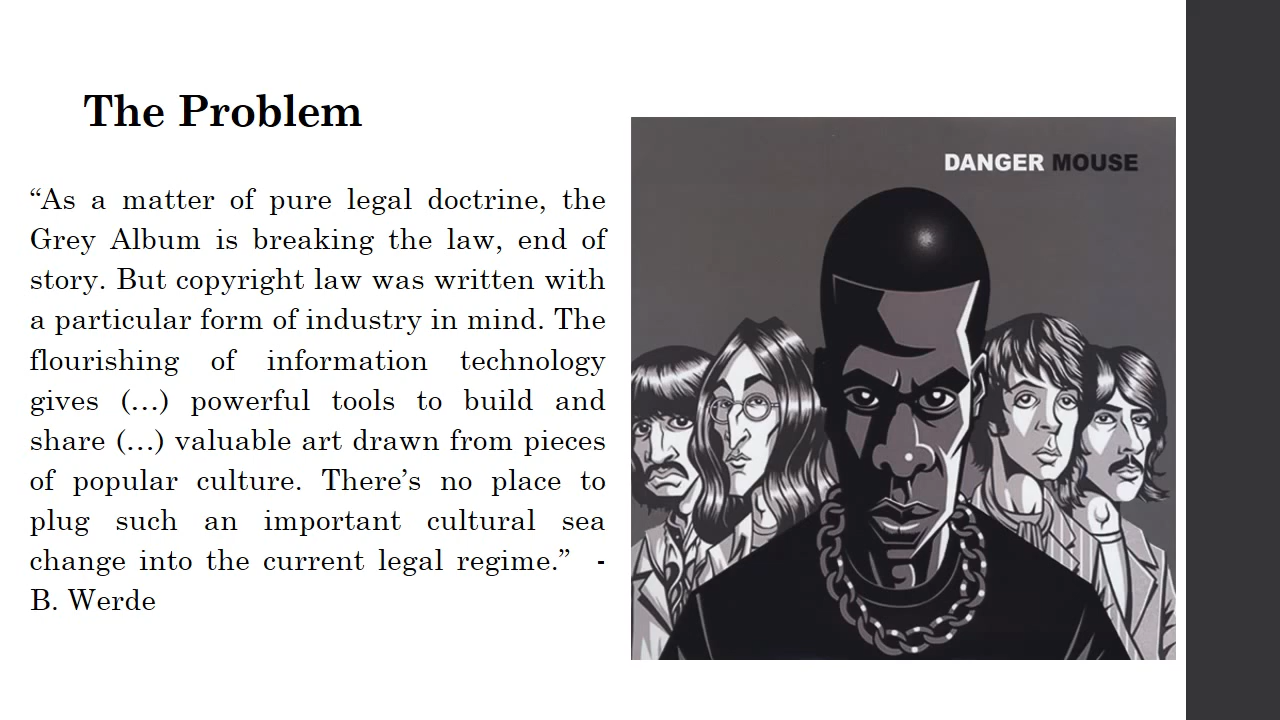 The Problem
“As a matter of pure legal doctrine, the
Grey Album is breaking the law, end of
story. But copyright law was written with
a particular form of industry in mind. The
flourishing of information technology
gives (…) powerful tools to build and
share (…) valuable art drawn from pieces
of popular culture. There’s no place to
plug such an important cultural sea
change into the current legal regime.” -
B. Werde
DANGER MOUSE